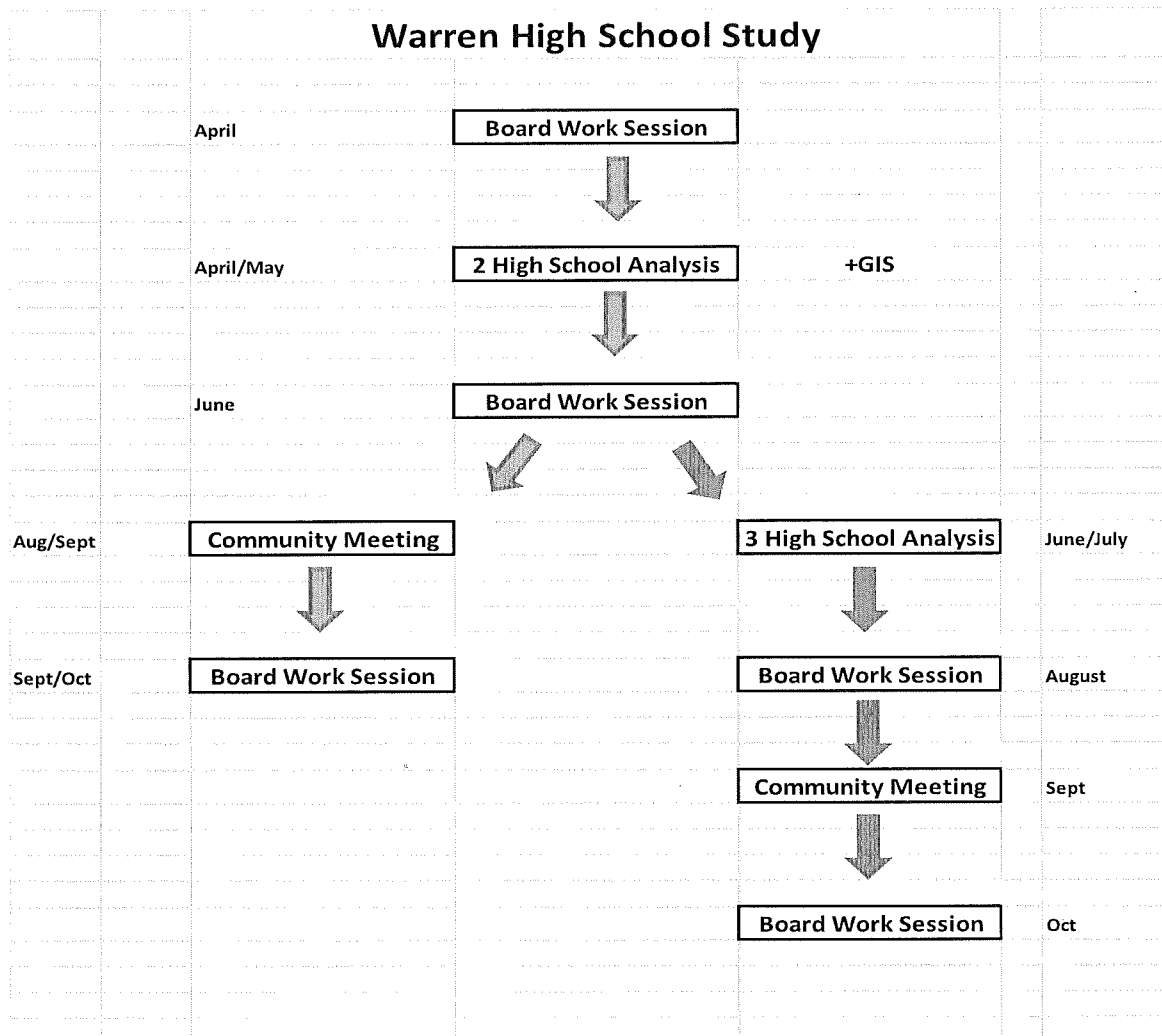 Warren High School Study
April
Board Work Session
April/May
2 High School Analysis
+GIS
June
Board Work Session
Aug/Sept
Community Meeting
3 High School Analysis
June/July
Sept/Oct
Board Work Session
Board Work Session
August
Community Meeting
Sept
Board Work Session
Oct